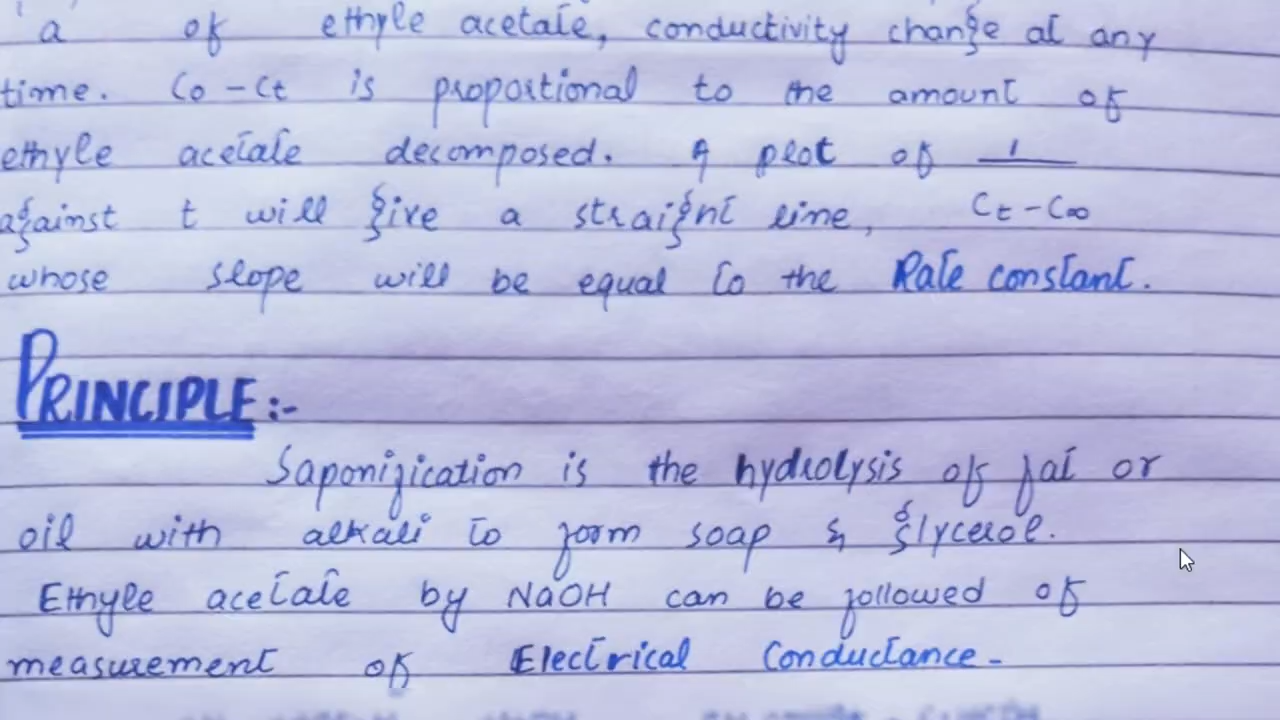 a of ethyle acetate, conductivity change at any
time. Co - Ct is propotional to the amount of
ethyle acetate decomposed. A plot of 1
against t will give a straight line, Ct - C∞
whose slope will be equal to the Rate constant.
PRINCIPLE:-
Saponification is the hydrolysis of fat or
oil with alkali to form soap & glycerol.
Ethyle acetate by NaOH can be followed of
measurement of Electrical Conductance.